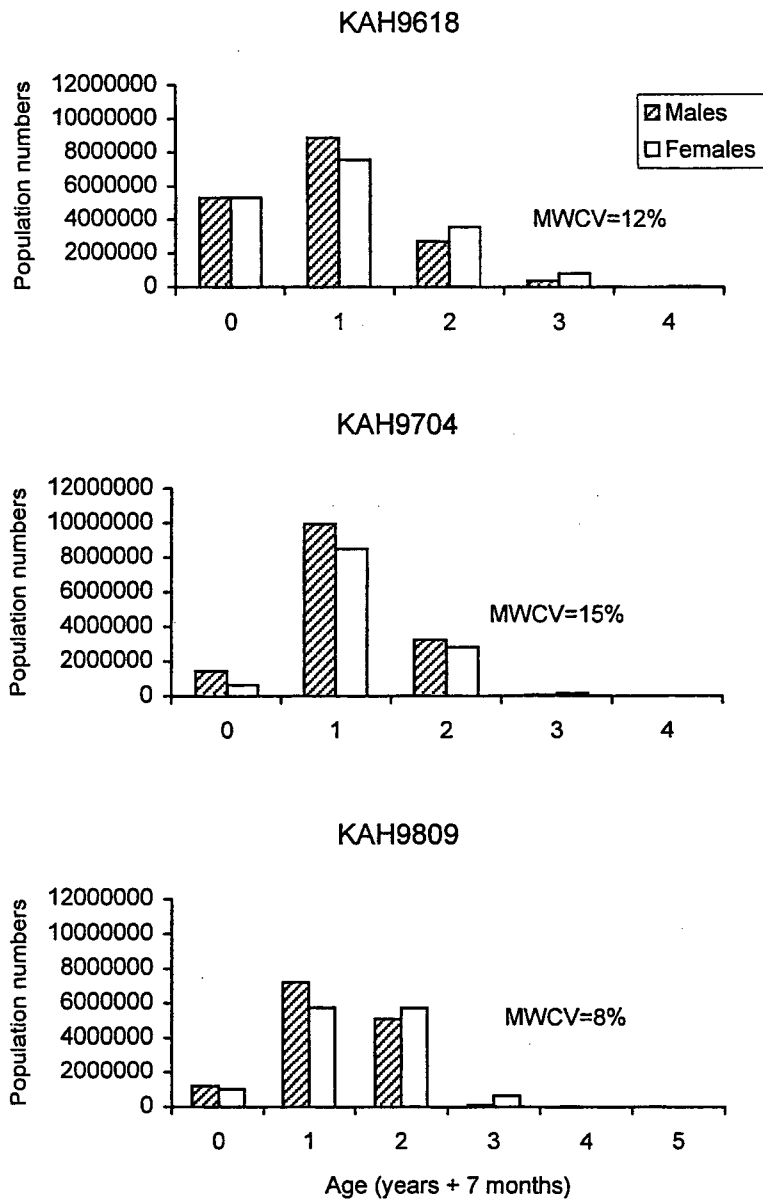 KAH9618
Population numbers
12000000
10000000
8000000
6000000
4000000
2000000
0
Males
Females
MWCV=12%
0 1 2 3 4
KAH9704
Population numbers
12000000
10000000
8000000
6000000
4000000
2000000
0
MWCV=15%
0 1 2 3 4
KAH9809
Population numbers
12000000
10000000
8000000
6000000
4000000
2000000
0
MWCV=8%
0 1 2 3 4 5
Age (years + 7 months)